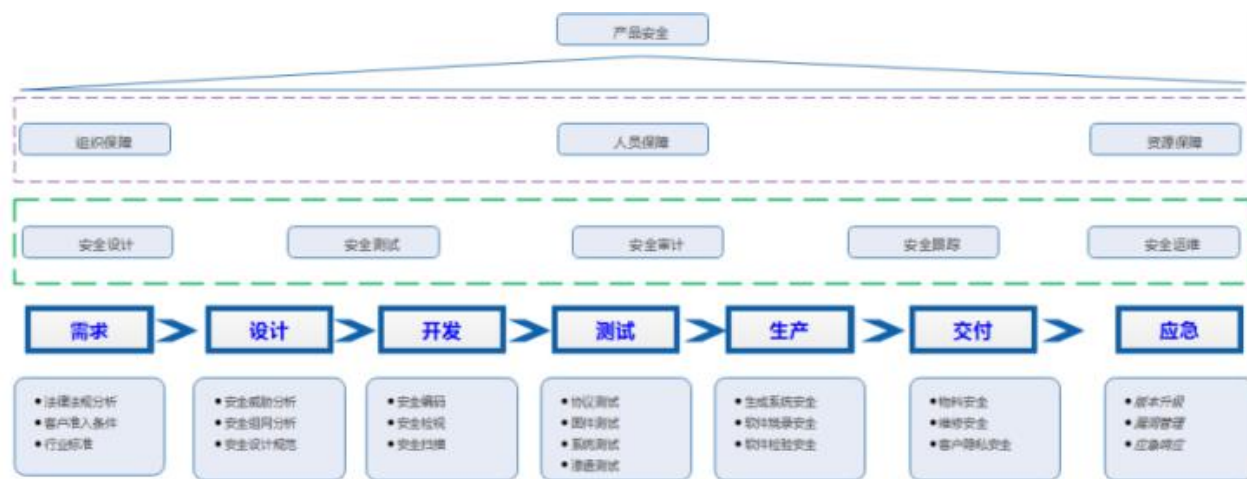 产品安全
组织保障
人员保障
资源保障
安全设计
安全测试
安全审计
安全跟踪
安全运维
需求
设计
开发
测试
生产
交付
应急
法律法规分析
客户准入条件
行业标准
安全威胁分析
安全组网分析
安全设计规范
安全编码
安全检视
安全扫描
协议测试
固件测试
系统测试
渗透测试
生成系统安全
软件烧录安全
软件检验安全
物料安全
维修安全
客户隐私安全
版本升级
漏洞管理
应急响应